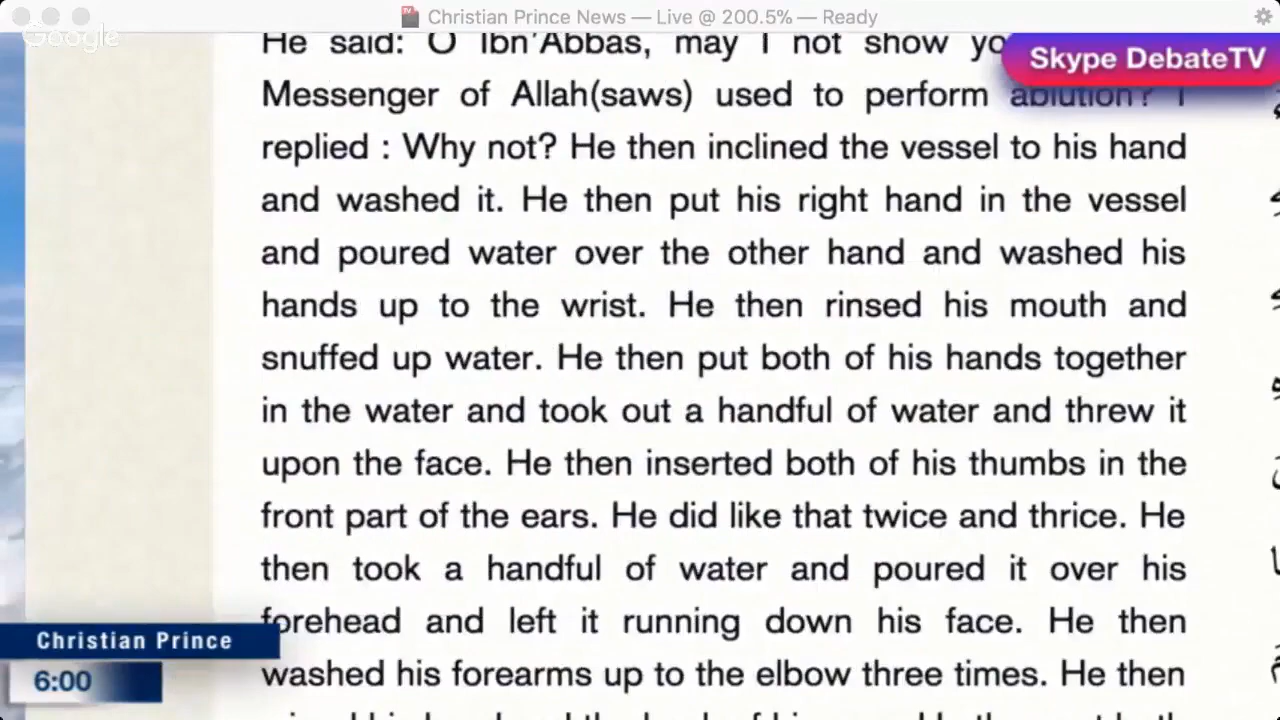 Christian Prince News — Live @ 200.5% — Ready
Google
Skype DebateTV
He said: O Ibn'Abbas, may I not show
Messenger of Allah(saws) used to perform ablution? I
replied : Why not? He then inclined the vessel to his hand
and washed it. He then put his right hand in the vessel
and poured water over the other hand and washed his
hands up to the wrist. He then rinsed his mouth and
snuffed up water. He then put both of his hands together
in the water and took out a handful of water and threw it
upon the face. He then inserted both of his thumbs in the
front part of the ears. He did like that twice and thrice. He
then took a handful of water and poured it over his
forehead and left it running down his face. He then
washed his forearms up to the elbow three times. He then
Christian Prince
6:00